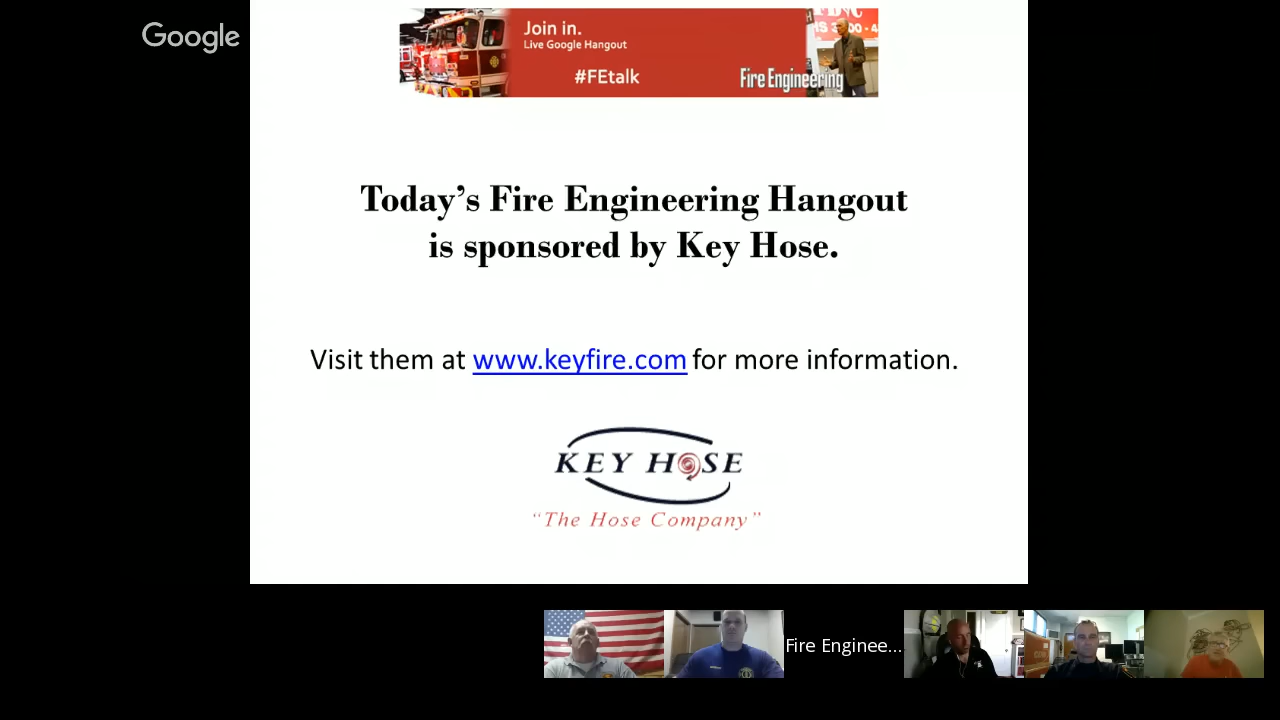 Google
Join in.
Live Google Hangout
#FEtalk
Fire Engineering
Today's Fire Engineering Hangout
is sponsored by Key Hose.
Visit them at www.keyfire.com for more information.
KEY HOSE
"The Hose Company"
Fire Enginee...